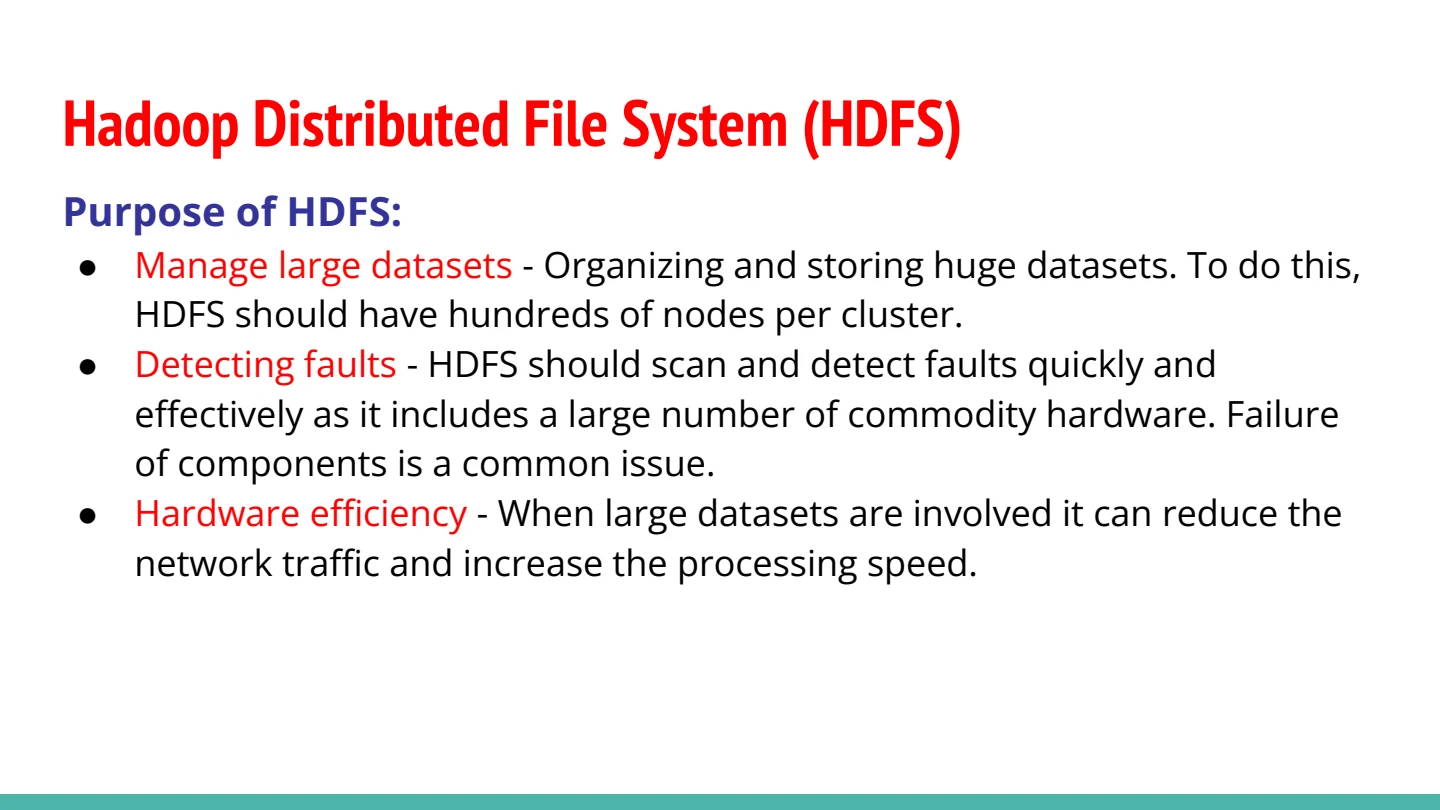 Hadoop Distributed File System (HDFS)
Purpose of HDFS:
● Manage large datasets - Organizing and storing huge datasets. To do this,
HDFS should have hundreds of nodes per cluster.
● Detecting faults - HDFS should scan and detect faults quickly and
effectively as it includes a large number of commodity hardware. Failure
of components is a common issue.
● Hardware efficiency - When large datasets are involved it can reduce the
network traffic and increase the processing speed.